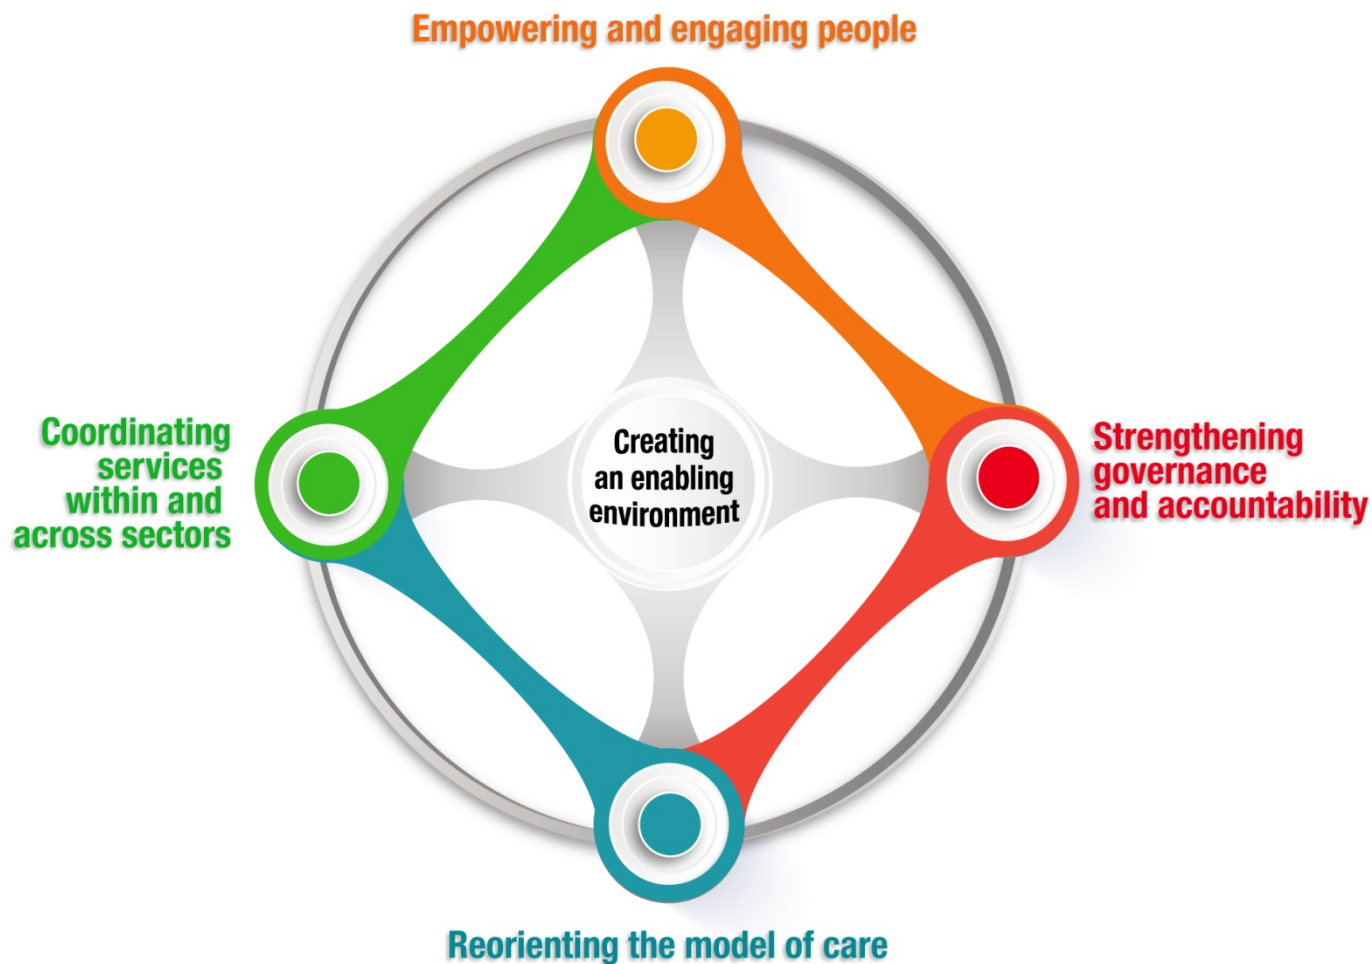 Empowering and engaging people
Coordinating
services
within and
across sectors
Creating
an enabling
environment
Strengthening
governance
and accountability
Reorienting the model of care